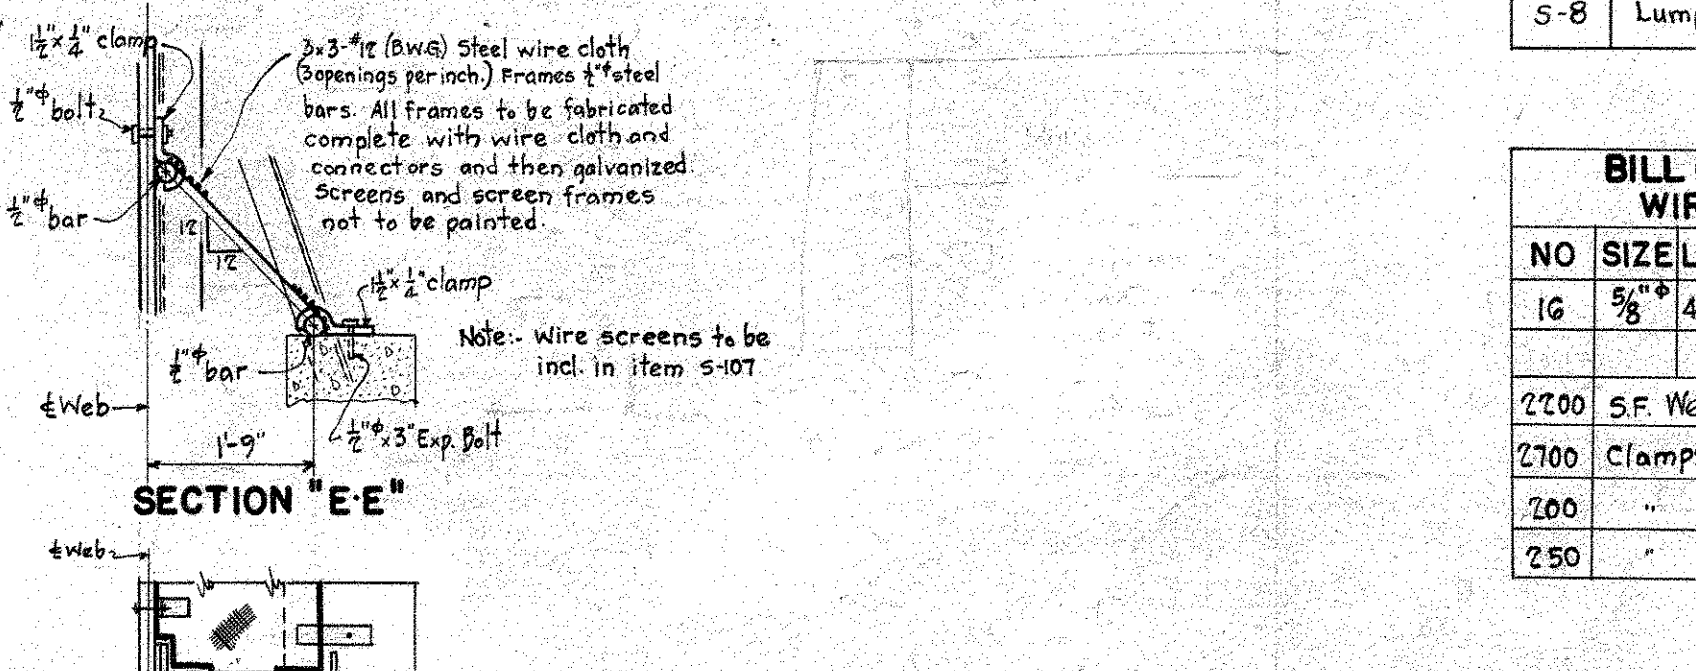 1½"x¼" clamp
½"ϕ bolt
½"ϕ bar
3x3-#12 (B.W.G) Steel wire cloth
(3 openings per inch.) Frames ½"ϕ steel
bars. All frames to be fabricated
complete with wire cloth and
connectors and then galvanized.
Screens and screen frames
not to be painted.
12
12
1½"x¼" clamp
Note:- Wire screens to be
incl. in item S-107
½"ϕ bar
℄ Web
½"ϕ x 3" Exp. Bolt
1'-9"
SECTION "E-E"
℄ Web
S-8
BILL
NO SIZE
16 5/8"ϕ 4
2200 S.F.
2700 Clamps
200 "
250 "